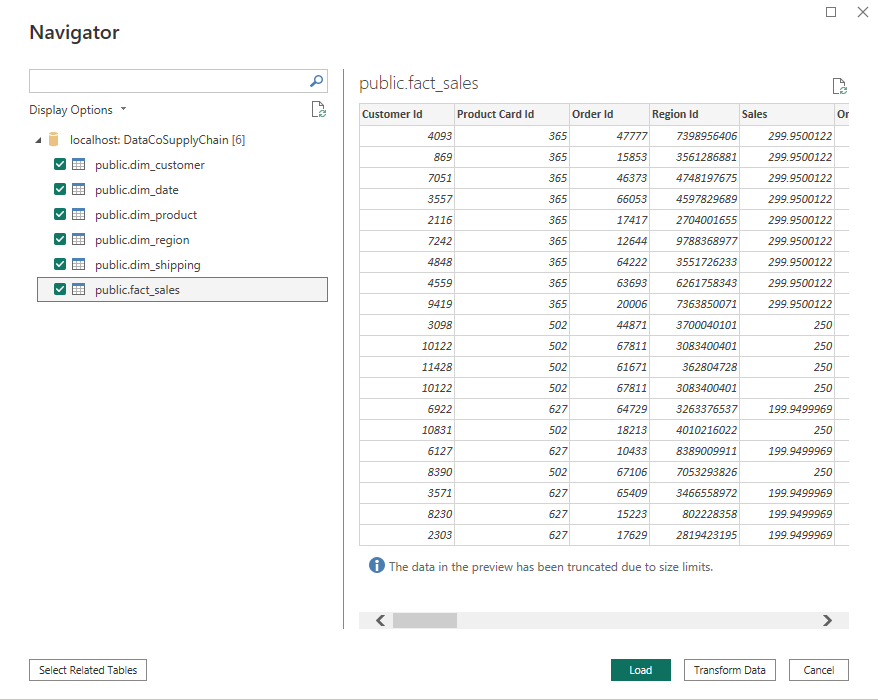 Navigator
Display Options
localhost: DataCoSupplyChain [6]
public.dim_customer
public.dim_date
public.dim_product
public.dim_region
public.dim_shipping
public.fact_sales
public.fact_sales
Customer Id Product Card Id Order Id Region Id Sales Or
4093 365 47777 7398956406 299.9500122
869 365 15853 3561286881 299.9500122
7051 365 46373 4748197675 299.9500122
3557 365 66053 4597829689 299.9500122
2116 365 17417 2704001655 299.9500122
7242 365 12644 9788368977 299.9500122
4848 365 64222 3551726233 299.9500122
4559 365 63693 6261758343 299.9500122
9419 365 20006 7363850071 299.9500122
3098 502 44871 3700040101 250
10122 502 67811 3083400401 250
11428 502 61671 362804728 250
10122 502 67811 3083400401 250
6922 627 64729 3263376537 199.9499969
10831 502 18213 4010216022 250
6127 627 10433 8389009911 199.9499969
8390 502 67106 7053293826 250
3571 627 65409 3466558972 199.9499969
8230 627 15223 802228358 199.9499969
2303 627 17629 2819423195 199.9499969
The data in the preview has been truncated due to size limits.
Select Related Tables
Load
Transform Data
Cancel